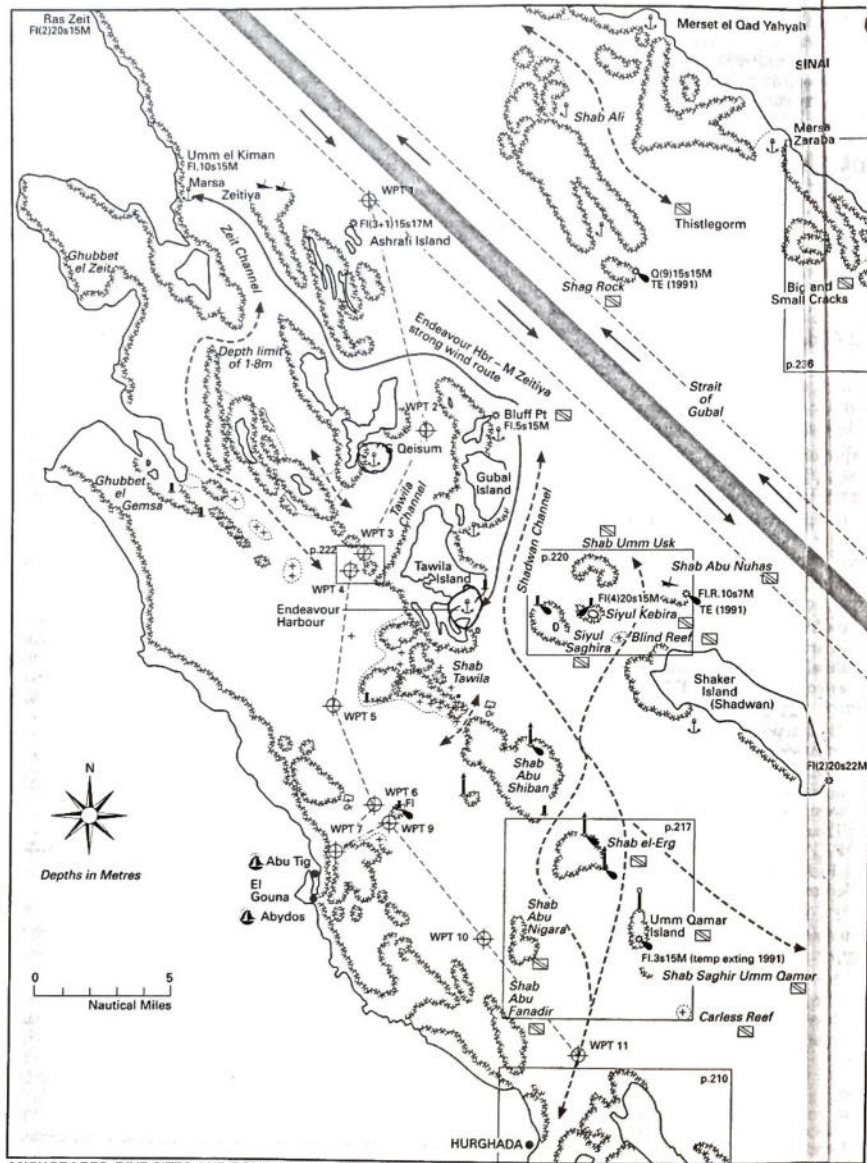 Ras Zeit
Fl(2)20s15M
Merset el Qad Yahyah
SINAI
Shab Ali
Mersa
Zaraba
Umm el Kiman
Fl.10s15M
Marsa
Zeitiya
WPT 1
Fl(3+1)15s17M
Ashrafi Island
Thistlegorm
Ghubbet
el Zeit
Zeit Channel
Q(9)15s15M
TE (1991)
Shag Rock
Big and
Small Cracks
p.236
Endeavour Hbr – M Zeitiya
strong wind route
Depth limit
of 1·8m
Strait
of
Gubal
WPT 2
Bluff Pt
Fl.5s15M
Qeisum
Gubal
Island
Ghubbet
el
Gemsa
Tawila
Channel
WPT 3
p.222
WPT 4
Tawila
Island
Shadwan Channel
Shab Umm Usk
p.220
Shab Abu Nuhas
Fl(4)20s15M
Fl.R.10s7M
TE (1991)
Siyul Kebira
Endeavour
Harbour
Siyul
Saghira
Blind Reef
Shab
Tawila
Shaker
Island
(Shadwan)
WPT 5
Or
Shab
Abu
Shiban
Fl(2)20s22M
N
WPT 6
Fl
WPT 7
WPT 9
p.217
Shab el-Erg
Depths in Metres
Abu Tig
El
Gouna
Abydos
Shab
Abu
Nigara
Umm Qamar
Island
WPT 10
Fl.3s15M (temp exting 1991)
0
5
Nautical Miles
Shab Saghir Umm Qamar
Shab
Abu
Fanadir
Carless Reef
WPT 11
p.210
HURGHADA